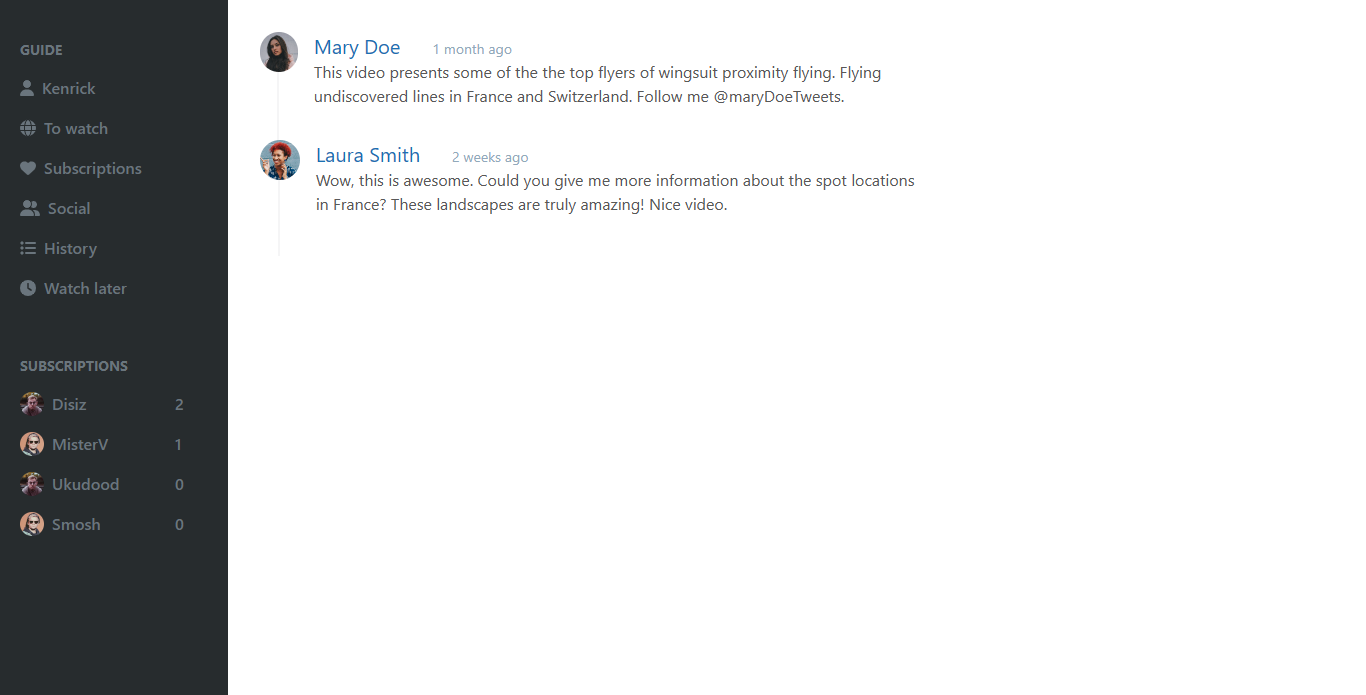 GUIDE
Kenrick
To watch
Subscriptions
Social
History
Watch later
SUBSCRIPTIONS
Disiz 2
MisterV 1
Ukudood 0
Smosh 0
Mary Doe 1 month ago
This video presents some of the the top flyers of wingsuit proximity flying. Flying
undiscovered lines in France and Switzerland. Follow me @maryDoeTweets.
Laura Smith 2 weeks ago
Wow, this is awesome. Could you give me more information about the spot locations
in France? These landscapes are truly amazing! Nice video.